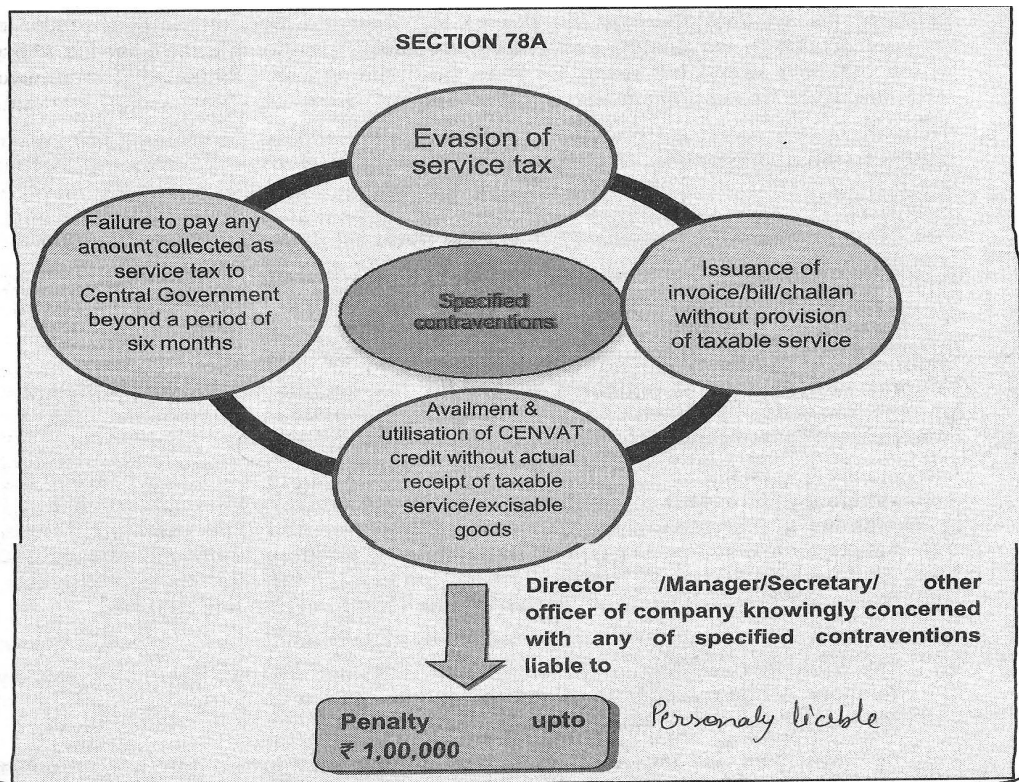 SECTION 78A
Evasion of
service tax
Failure to pay any
amount collected as
service tax to
Central Government
beyond a period of
six months
Specified
contraventions
Issuance of
invoice/bill/challan
without provision
of taxable service
Availment &
utilisation of CENVAT
credit without actual
receipt of taxable
service/excisable
goods
Director /Manager/Secretary/ other
officer of company knowingly concerned
with any of specified contraventions
liable to
Penalty upto
₹ 1,00,000
Personaly liable